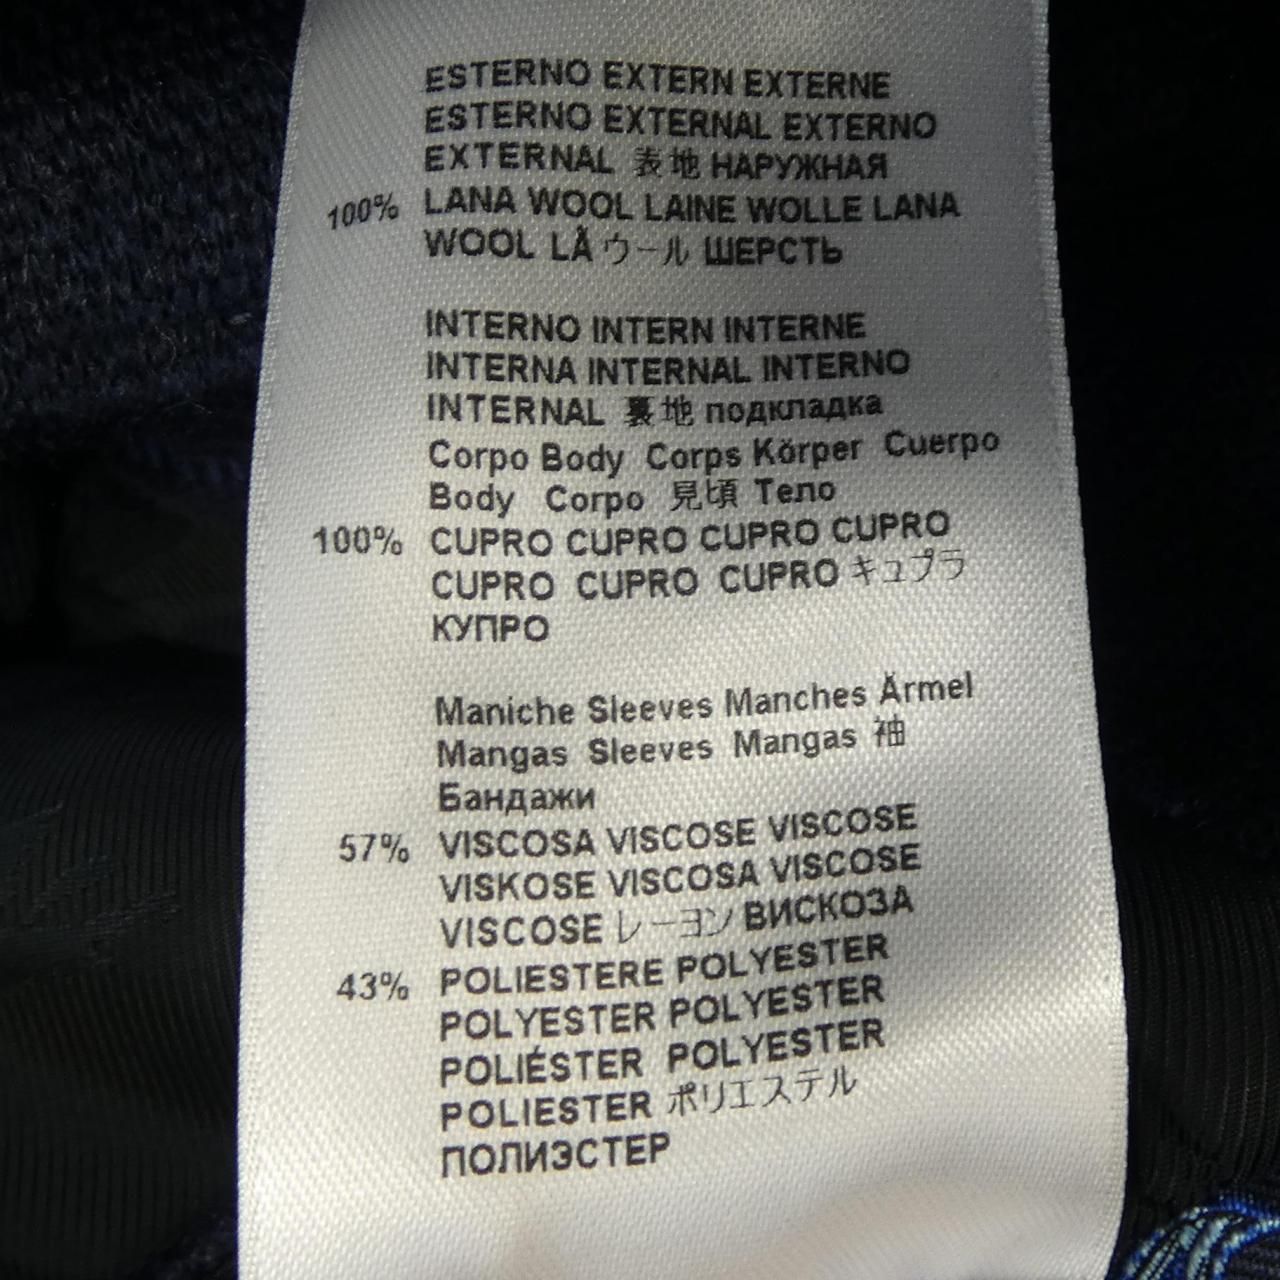 ESTERNO EXTERN EXTERNE
ESTERNO EXTERNAL EXTERNO
EXTERNAL 表地 НАРУЖНАЯ
100% LANA WOOL LAINE WOLLE LANA
WOOL LÃ ウール ШЕРСТЬ
INTERNO INTERN INTERNE
INTERNA INTERNAL INTERNO
INTERNAL 裏地 подкладка
Corpo Body Corps Körper Cuerpo
Body Corpo 見頃 Тело
100% CUPRO CUPRO CUPRO CUPRO
CUPRO CUPRO CUPRO キュプラ
КУПРО
Maniche Sleeves Manches Ärmel
Mangas Sleeves Mangas 袖
Бандажи
57% VISCOSA VISCOSE VISCOSE
VISKOSE VISCOSA VISCOSE
VISCOSE レーヨン ВИСКОЗА
43% POLIESTERE POLYESTER
POLYESTER POLYESTER
POLIÉSTER POLYESTER
POLIESTER ポリエステル
ПОЛИЭСТЕР